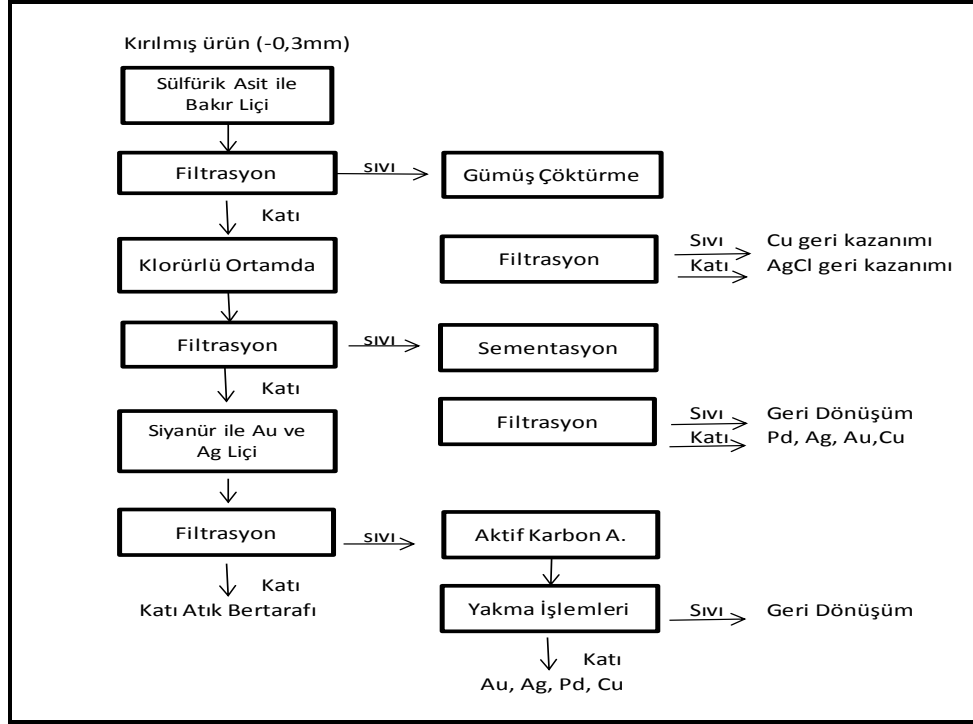 Kırılmış ürün (-0,3mm)
Sülfürik Asit ile
Bakır Liçi
Filtrasyon
SIVI
Gümüş Çöktürme
Katı
Klorürlü Ortamda
Filtrasyon
Sıvı
Cu geri kazanımı
Katı
AgCl geri kazanımı
Filtrasyon
SIVI
Sementasyon
Katı
Siyanür ile Au ve
Ag Liçi
Filtrasyon
Sıvı
Geri Dönüşüm
Katı
Pd, Ag, Au,Cu
Filtrasyon
SIVI
Aktif Karbon A.
Katı
Katı Atık Bertarafı
Yakma İşlemleri
Sıvı
Geri Dönüşüm
Katı
Au, Ag, Pd, Cu